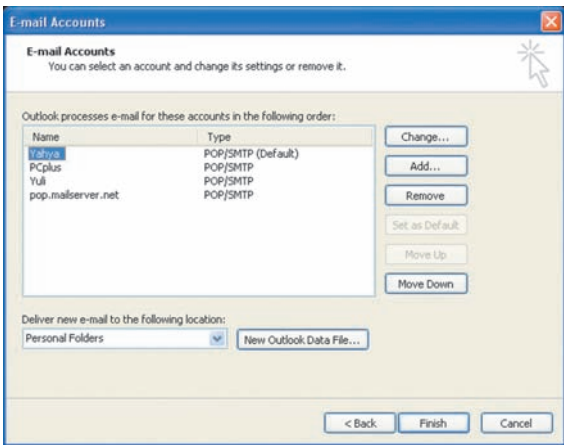 E-mail Accounts
E-mail Accounts
You can select an account and change its settings or remove it.
Outlook processes e-mail for these accounts in the following order:
Name Type
Yahya POP/SMTP (Default)
PCplus POP/SMTP
Yuli POP/SMTP
pop.mailserver.net POP/SMTP
Change...
Add...
Remove
Set as Default
Move Up
Move Down
Deliver new e-mail to the following location:
Personal Folders New Outlook Data File...
< Back Finish Cancel